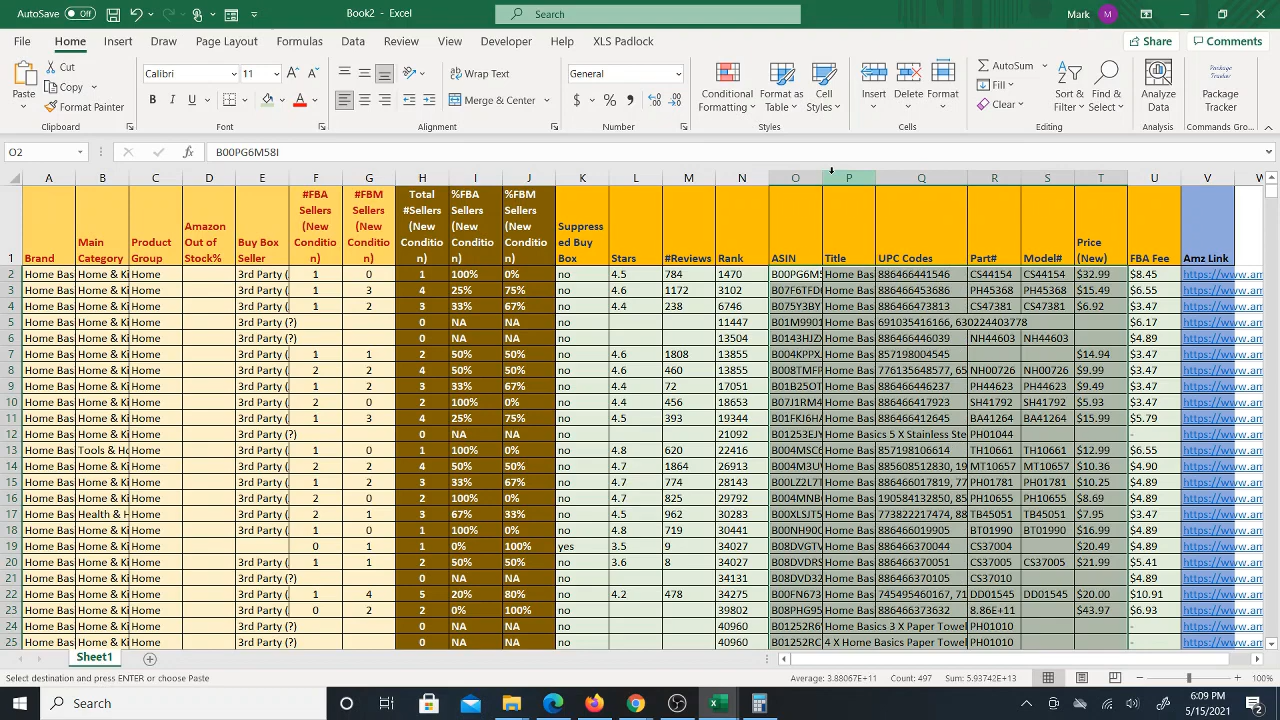 AutoSave Off Book2 - Excel Search Mark M
File Home Insert Draw Page Layout Formulas Data Review View Developer Help XLS Padlock Share Comments
Paste Cut Copy Format Painter Calibri 11 Wrap Text Merge & Center General Conditional Formatting Format as Table Cell Styles Insert Delete Format AutoSum Fill Clear Sort & Filter Find & Select Analyze Data Package Tracker
Clipboard Font Alignment Number Styles Cells Editing Analysis Commands Group
O2 fx B00PG6M58I
A B C D E F G H I J K L M N O P Q R S T U V W
1 Brand Main Category Product Group Amazon Out of Stock% Buy Box Seller #FBA Sellers (New Condition) #FBM Sellers (New Condition) Total #Sellers (New Condition) %FBA Sellers (New Condition) %FBM Sellers (New Condition) Suppressed Buy Box Stars #Reviews Rank ASIN Title UPC Codes Part# Model# Price (New) FBA Fee Amz Link
2 Home Bas Home & Ki Home 3rd Party ( 1 0 1 100% 0% no 4.5 784 1470 B00PG6M5 Home Bas 886466441546 CS44154 CS44154 $32.99 $8.45 https://www.am
3 Home Bas Home & Ki Home 3rd Party ( 1 3 4 25% 75% no 4.6 1172 3102 B07F6TFD Home Bas 886466453686 PH45368 PH45368 $15.49 $6.55 https://www.am
4 Home Bas Home & Ki Home 3rd Party ( 1 2 3 33% 67% no 4.4 238 6746 B075Y3BY Home Bas 886466473813 CS47381 CS47381 $6.92 $3.47 https://www.am
5 Home Bas Home & Ki Home 3rd Party (?) 0 NA NA no 11447 B01M9901 Home Bas 691035416166, 630224403778 $6.17 https://www.am
6 Home Bas Home & Ki Home 3rd Party (?) 0 NA NA no 13504 B0143HJZ Home Bas 886466446039 NH44603 NH44603 $4.89 https://www.am
7 Home Bas Home & Ki Home 3rd Party ( 1 1 2 50% 50% no 4.6 1808 13855 B004KPPX Home Bas 857198004545 $14.94 $3.47 https://www.am
8 Home Bas Home & Ki Home 3rd Party ( 2 2 4 50% 50% no 4.6 460 13855 B008TMFP Home Bas 776135648577, NH00726 NH00726 $9.99 $3.47 https://www.am
9 Home Bas Home & Ki Home 3rd Party ( 1 2 3 33% 67% no 4.4 72 17051 B01B25OT Home Bas 886466446237 PH44623 PH44623 $9.49 $3.47 https://www.am
10 Home Bas Home & Ki Home 3rd Party ( 2 0 2 100% 0% no 4.4 456 18653 B07J1RM4 Home Bas 886466417923 SH41792 SH41792 $5.93 $3.47 https://www.am
11 Home Bas Home & Ki Home 3rd Party ( 1 3 4 25% 75% no 4.5 393 19344 B01FKJ6HA Home Bas 886466412645 BA41264 BA41264 $15.99 $5.70 https://www.am
12 Home Bas Home & Ki Home 3rd Party (?) 0 NA NA no 21092 B01253EJY Home Basics 5 X Stainless Ste PH01044 - https://www.am
13 Home Bas Tools & Ho Home 3rd Party ( 1 0 1 100% 0% no 4.8 620 22416 B004MSC6 Home Bas 857198106614 TH10661 TH10661 $12.99 $6.55 https://www.am
14 Home Bas Home & Ki Home 3rd Party ( 2 2 4 50% 50% no 4.7 1864 26913 B004M3UV Home Bas 885608512830, 19 MT10657 MT10657 $10.36 $4.90 https://www.am
15 Home Bas Home & Ki Home 3rd Party ( 1 2 3 33% 67% no 4.7 774 28143 B00LZ2L7 Home Bas 886466017819, 77 PH01781 PH01781 $10.25 $4.89 https://www.am
16 Home Bas Home & Ki Home 3rd Party ( 2 0 2 100% 0% no 4.7 825 29792 B004MNB Home Bas 190584132850, 85 PH10655 PH10655 $8.69 $4.90 https://www.am
17 Home Bas Health & H Home 3rd Party ( 2 1 3 67% 33% no 4.5 962 30283 B00XLSJT5 Home Bas 773822217474, 88 TB45051 TB45051 $7.95 $3.47 https://www.am
18 Home Bas Home & Ki Home 3rd Party ( 1 0 1 100% 0% no 4.8 719 30441 B00NH90C Home Bas 886466019905 BT01990 BT01990 $16.99 $4.89 https://www.am
19 Home Bas Home & Ki Home 0 1 1 0% 100% yes 3.5 9 34027 B08DVGTV Home Bas 886466370044 CS37004 $20.49 $4.89 https://www.am
20 Home Bas Home & Ki Home 3rd Party ( 1 1 2 50% 50% no 3.6 8 34027 B08DVDRS Home Bas 886466370051 CS37005 CS37005 $21.99 $5.41 https://www.am
21 Home Bas Home & Ki Home 3rd Party (?) 0 NA NA no 34131 B08DVD32 Home Bas 886466370105 CS37010 $4.89 https://www.am
22 Home Bas Home & Ki Home 3rd Party ( 1 4 5 20% 80% no 4.2 478 34275 B00FN673 Home Bas 745495460167, 71 DD01545 DD01545 $20.00 $10.91 https://www.am
23 Home Bas Home & Ki Home 3rd Party ( 0 2 2 0% 100% no 39802 B08PHG95 Home Bas 886466373632 8.86E+11 $43.97 $6.93 https://www.am
24 Home Bas Home & Ki Home 3rd Party (?) 0 NA NA no 40960 B01252R6 Home Basics 3 X Paper Towel PH01010 - https://www.am
25 Home Bas Home & Ki Home 3rd Party (?) 0 NA NA no 40960 B01252RC 4 X Home Basics Paper Towel PH01010 - https://www.am
Sheet1
Select destination and press ENTER or choose Paste Average: 3.88067E+11 Count: 497 Sum: 5.93742E+13 100%
Search 6:09 PM
5/15/2021